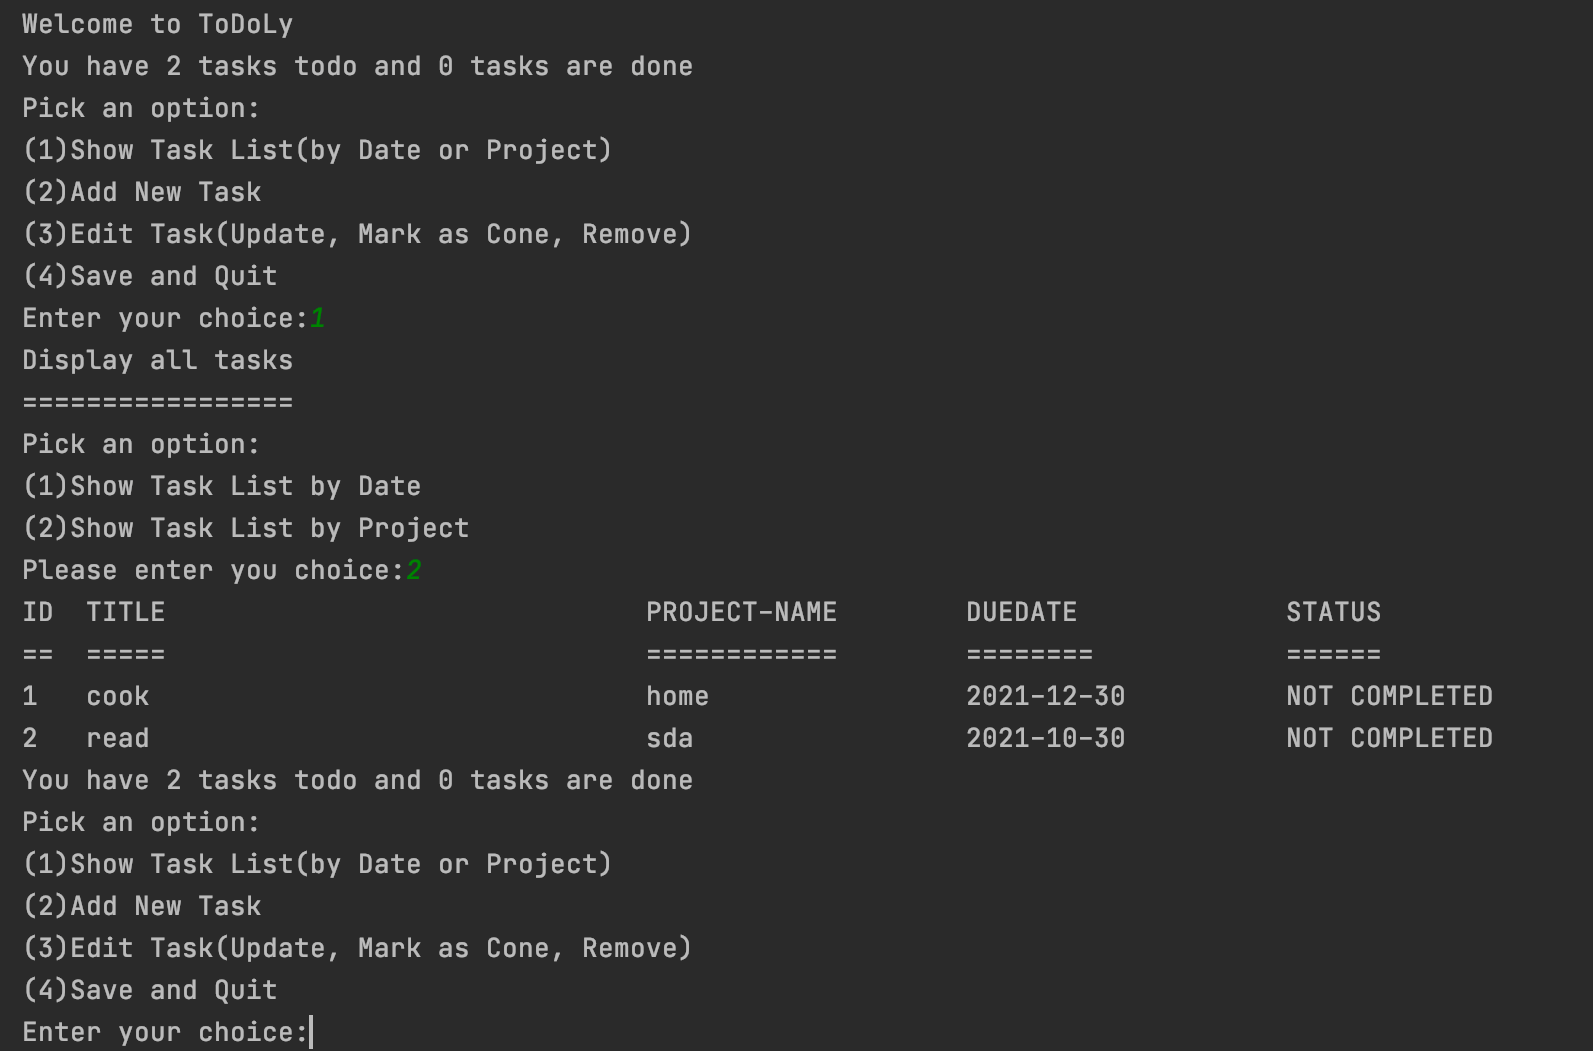 Welcome to ToDoLy
You have 2 tasks todo and 0 tasks are done
Pick an option:
(1)Show Task List(by Date or Project)
(2)Add New Task
(3)Edit Task(Update, Mark as Cone, Remove)
(4)Save and Quit
Enter your choice:1
Display all tasks
=================
Pick an option:
(1)Show Task List by Date
(2)Show Task List by Project
Please enter you choice:2
ID  TITLE                              PROJECT-NAME        DUEDATE             STATUS
==  =====                              ============        ========            ======
1   cook                               home                2021-12-30          NOT COMPLETED
2   read                               sda                 2021-10-30          NOT COMPLETED
You have 2 tasks todo and 0 tasks are done
Pick an option:
(1)Show Task List(by Date or Project)
(2)Add New Task
(3)Edit Task(Update, Mark as Cone, Remove)
(4)Save and Quit
Enter your choice: